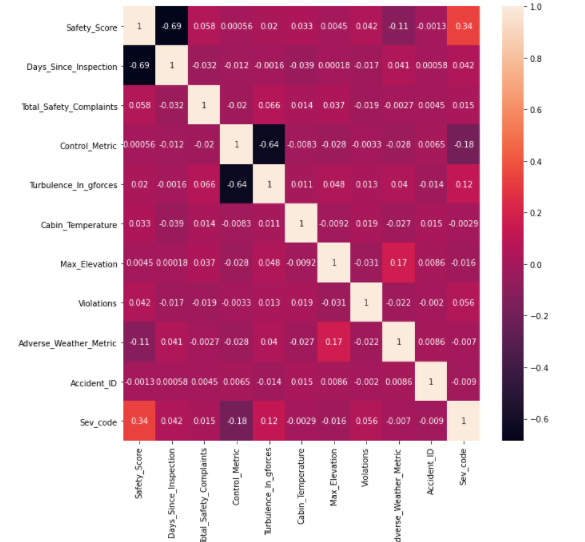 Safety_Score 1 -0.69 0.058 0.00056 0.02 0.033 0.0045 0.042 -0.11 -0.0013 0.34
Days_Since_Inspection -0.69 1 -0.032 -0.012 -0.0016 -0.039 0.00018 -0.017 0.041 0.00058 0.042
Total_Safety_Complaints 0.058 -0.032 1 -0.02 0.066 0.014 0.037 -0.019 -0.0027 0.0045 0.015
Control_Metric 0.00056 -0.012 -0.02 1 -0.64 -0.0083 -0.028 -0.0033 -0.028 0.0065 -0.18
Turbulence_In_gforces 0.02 -0.0016 0.066 -0.64 1 0.011 0.048 0.013 0.04 -0.014 0.12
Cabin_Temperature 0.033 -0.039 0.014 -0.0083 0.011 1 -0.0092 0.019 -0.027 0.015 -0.0029
Max_Elevation 0.0045 0.00018 0.037 -0.028 0.048 -0.0092 1 -0.031 0.17 0.0086 -0.016
Violations 0.042 -0.017 -0.019 -0.0033 0.013 0.019 -0.031 1 -0.022 -0.002 0.056
Adverse_Weather_Metric -0.11 0.041 -0.0027 -0.028 0.04 -0.027 0.17 -0.022 1 0.0086 -0.007
Accident_ID -0.0013 0.00058 0.0045 0.0065 -0.014 0.015 0.0086 -0.002 0.0086 1 -0.009
Sev_code 0.34 0.042 0.015 -0.18 0.12 -0.0029 -0.016 0.056 -0.007 -0.009 1
Safety_Score
Days_Since_Inspection
Total_Safety_Complaints
Control_Metric
Turbulence_In_gforces
Cabin_Temperature
Max_Elevation
Violations
Adverse_Weather_Metric
Accident_ID
Sev_code
1.0
0.8
0.6
0.4
0.2
0.0
-0.2
-0.4
-0.6